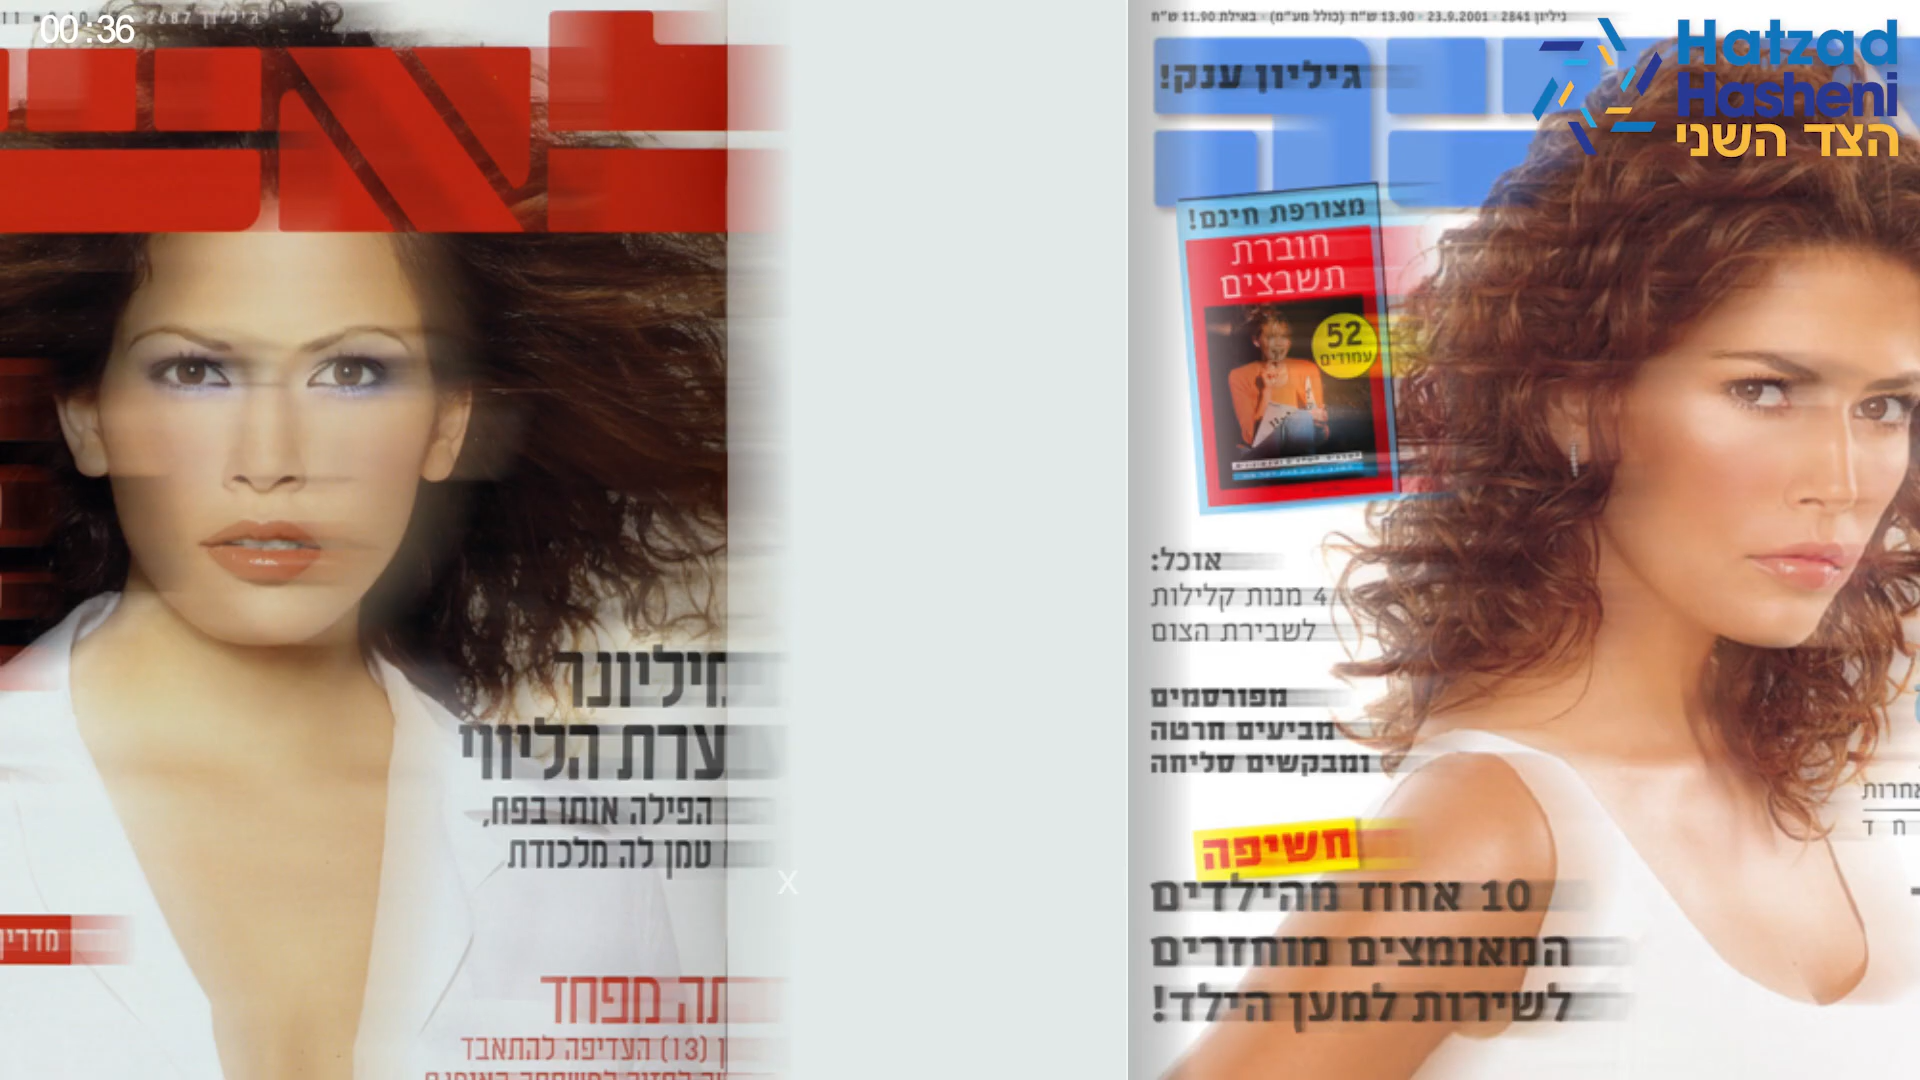 00:36
גיליון 2687
לאי
מיליונר
ערת הליווי
הפילה אותו בפח,
טמן לה מלכודת
תה מפחד
ן (13) העדיפה להתאבד
x
גיליון 2841 · 23.9.2001 · 13.90 ש״ח (כולל מע״מ) · באילת 11.90 ש״ח
גיליון ענק!
מצורפת חינם!
חוברת
תשבצים
52
עמודים
אוכל:
4 מנות קלילות
לשבירת הצום
מפורסמים
מביעים חרטה
ומבקשים סליחה
חשיפה
10 אחוז מהילדים
המאומצים מוחזרים
לשירות למען הילד!
Hatzad
Hasheni
הצד השני